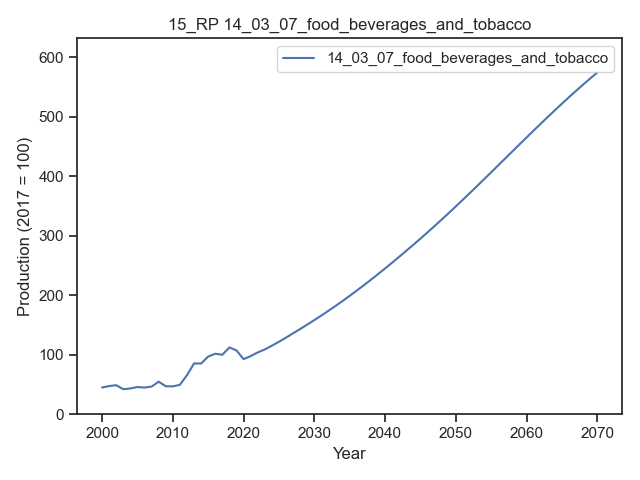 15_RP 14_03_07_food_beverages_and_tobacco
14_03_07_food_beverages_and_tobacco
Production (2017 = 100)
600
500
400
300
200
100
0
2000 2010 2020 2030 2040 2050 2060 2070
Year